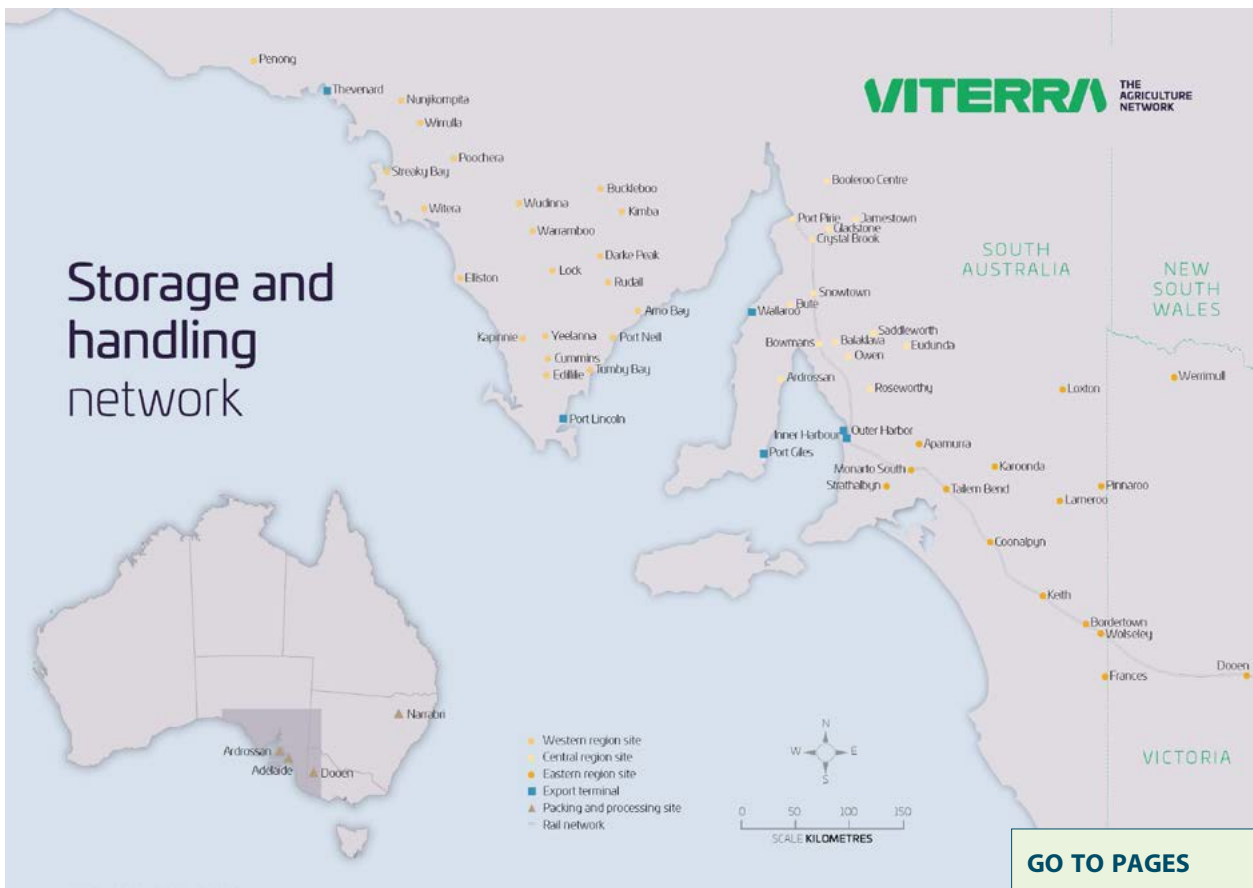 Penong
Thevenard
Nunjikompita
Wirrulla
Poochera
Streaky Bay
Witera
Wudinna
Buckleboo
Kimba
Warramboo
Darke Peak
Lock
Rudall
Elliston
Arno Bay
Kapinnie
Yeelanna
Port Neill
Cummins
Tumby Bay
Edillilie
Port Lincoln
VITERRA
THE
AGRICULTURE
NETWORK
Booleroo Centre
Port Pirie
Jamestown
Gladstone
Crystal Brook
SOUTH
AUSTRALIA
NEW
SOUTH
WALES
Snowtown
Bute
Wallaroo
Saddleworth
Bowmans
Balaklava
Eudunda
Owen
Ardrossan
Roseworthy
Loxton
Werrimull
Inner Harbour
Outer Harbor
Apamurra
Port Giles
Monarto South
Karoonda
Strathalbyn
Tailem Bend
Pinnaroo
Lameroo
Coonalpyn
Keith
Bordertown
Wolseley
Dooen
Frances
VICTORIA
Storage and
handling
network
Narrabri
Ardrossan
Adelaide
Dooen
Western region site
Central region site
Eastern region site
Export terminal
Packing and processing site
Rail network
N
W
E
S
0 50 100 150
SCALE KILOMETRES
GO TO PAGES